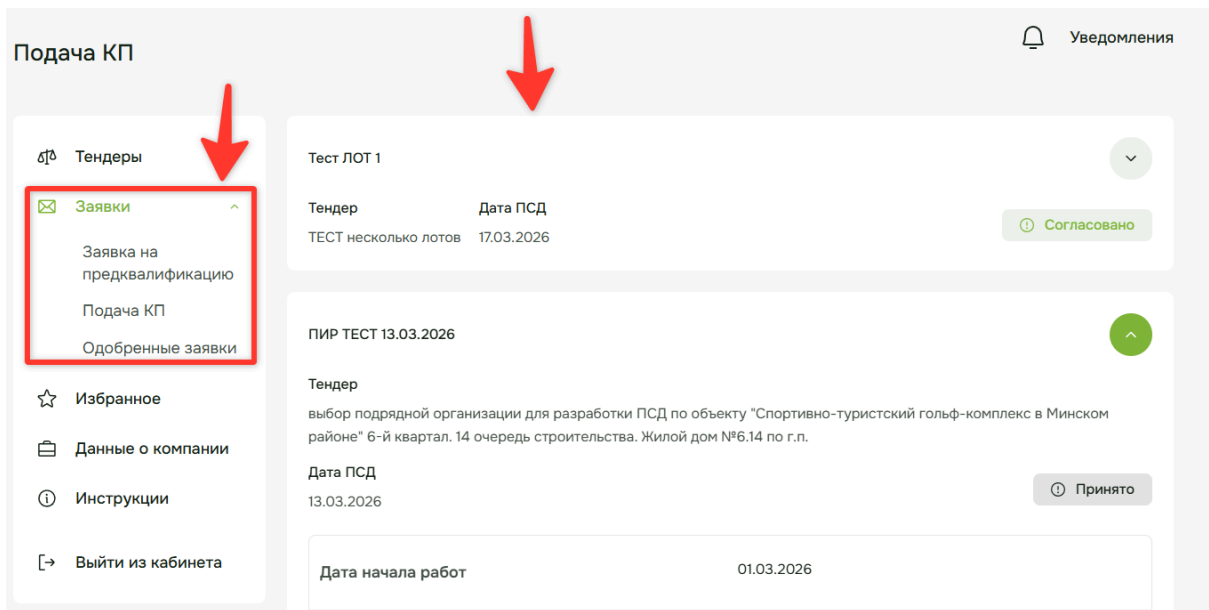 Подача КП
Уведомления
Тендеры
Заявки
Заявка на
предквалификацию
Подача КП
Одобренные заявки
Избранное
Данные о компании
Инструкции
Выйти из кабинета
Тест ЛОТ 1
Тендер Дата ПСД
ТЕСТ несколько лотов 17.03.2026
Согласовано
ПИР ТЕСТ 13.03.2026
Тендер
выбор подрядной организации для разработки ПСД по объекту "Спортивно-туристский гольф-комплекс в Минском
районе" 6-й квартал. 14 очередь строительства. Жилой дом №6.14 по г.п.
Дата ПСД
13.03.2026
Принято
Дата начала работ 01.03.2026